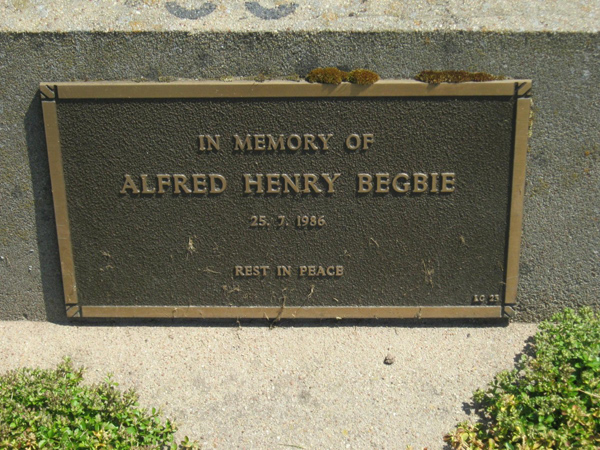 IN MEMORY OF
ALFRED HENRY BEGBIE
25. 7. 1986
REST IN PEACE